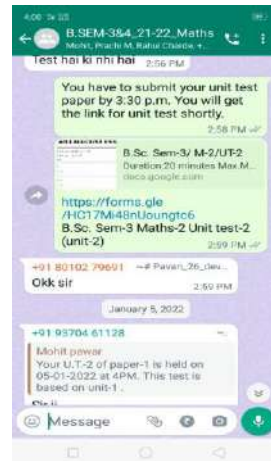 4:00
B.SEM-3&4_21-22_Maths
Mohit, Prachi M, Rahul Charde, +...
Test hai ki nhi hai 2:56 PM
You have to submit your unit test
paper by 3:30 p.m. You will get
the link for unit test shortly.
2:58 PM
B.Sc. Sem-3/ M-2/UT-2
Duration:20 minutes Max.M...
docs.google.com
https://forms.gle
/HC17Mi48nUoungtc6
B.Sc. Sem-3 Maths-2 Unit test-2
(unit-2) 2:59 PM
+91 80102 79691 ~# Pavan_26_dev...
Okk sir 2:59 PM
January 5, 2022
+91 93704 61128
Mohit pawar
Your U.T.-2 of paper-1 is held on
05-01-2022 at 4PM. This test is
based on unit-1 .
Message